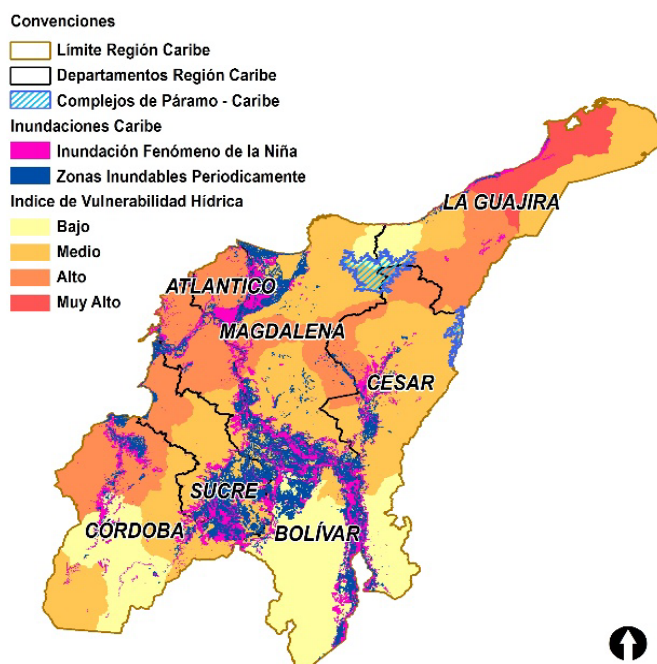 Convenciones
Límite Región Caribe
Departamentos Región Caribe
Complejos de Páramo - Caribe
Inundaciones Caribe
Inundación Fenómeno de la Niña
Zonas Inundables Periodicamente
Indice de Vulnerabilidad Hídrica
Bajo
Medio
Alto
Muy Alto
LA GUAJIRA
ATLANTICO
MAGDALENA
CESAR
SUCRE
CÓRDOBA
BOLÍVAR